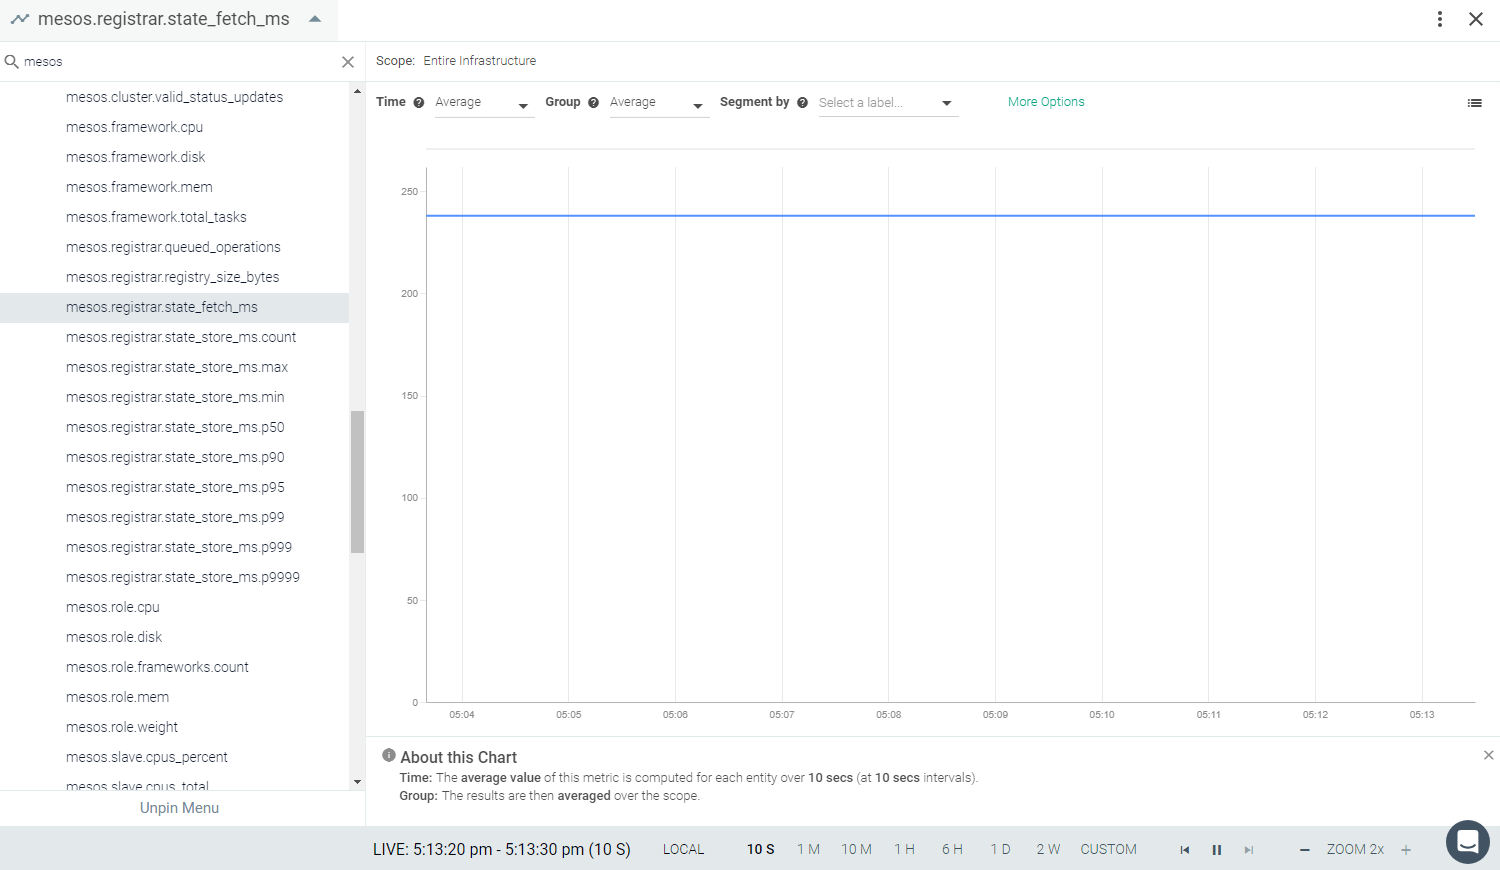 mesos.registrar.state_fetch_ms
mesos
Scope: Entire Infrastructure
mesos.cluster.valid_status_updates
mesos.framework.cpu
mesos.framework.disk
mesos.framework.mem
mesos.framework.total_tasks
mesos.registrar.queued_operations
mesos.registrar.registry_size_bytes
mesos.registrar.state_fetch_ms
mesos.registrar.state_store_ms.count
mesos.registrar.state_store_ms.max
mesos.registrar.state_store_ms.min
mesos.registrar.state_store_ms.p50
mesos.registrar.state_store_ms.p90
mesos.registrar.state_store_ms.p95
mesos.registrar.state_store_ms.p99
mesos.registrar.state_store_ms.p999
mesos.registrar.state_store_ms.p9999
mesos.role.cpu
mesos.role.disk
mesos.role.frameworks.count
mesos.role.mem
mesos.role.weight
mesos.slave.cpus_percent
mesos.slave.cpus_total
Unpin Menu
Time ? Average Group ? Average Segment by ? Select a label... More Options
250
200
150
100
50
0
05:04 05:05 05:06 05:07 05:08 05:09 05:10 05:11 05:12 05:13
About this Chart
Time: The average value of this metric is computed for each entity over 10 secs (at 10 secs intervals).
Group: The results are then averaged over the scope.
LIVE: 5:13:20 pm - 5:13:30 pm (10 S) LOCAL 10 S 1 M 10 M 1 H 6 H 1 D 2 W CUSTOM ZOOM 2x